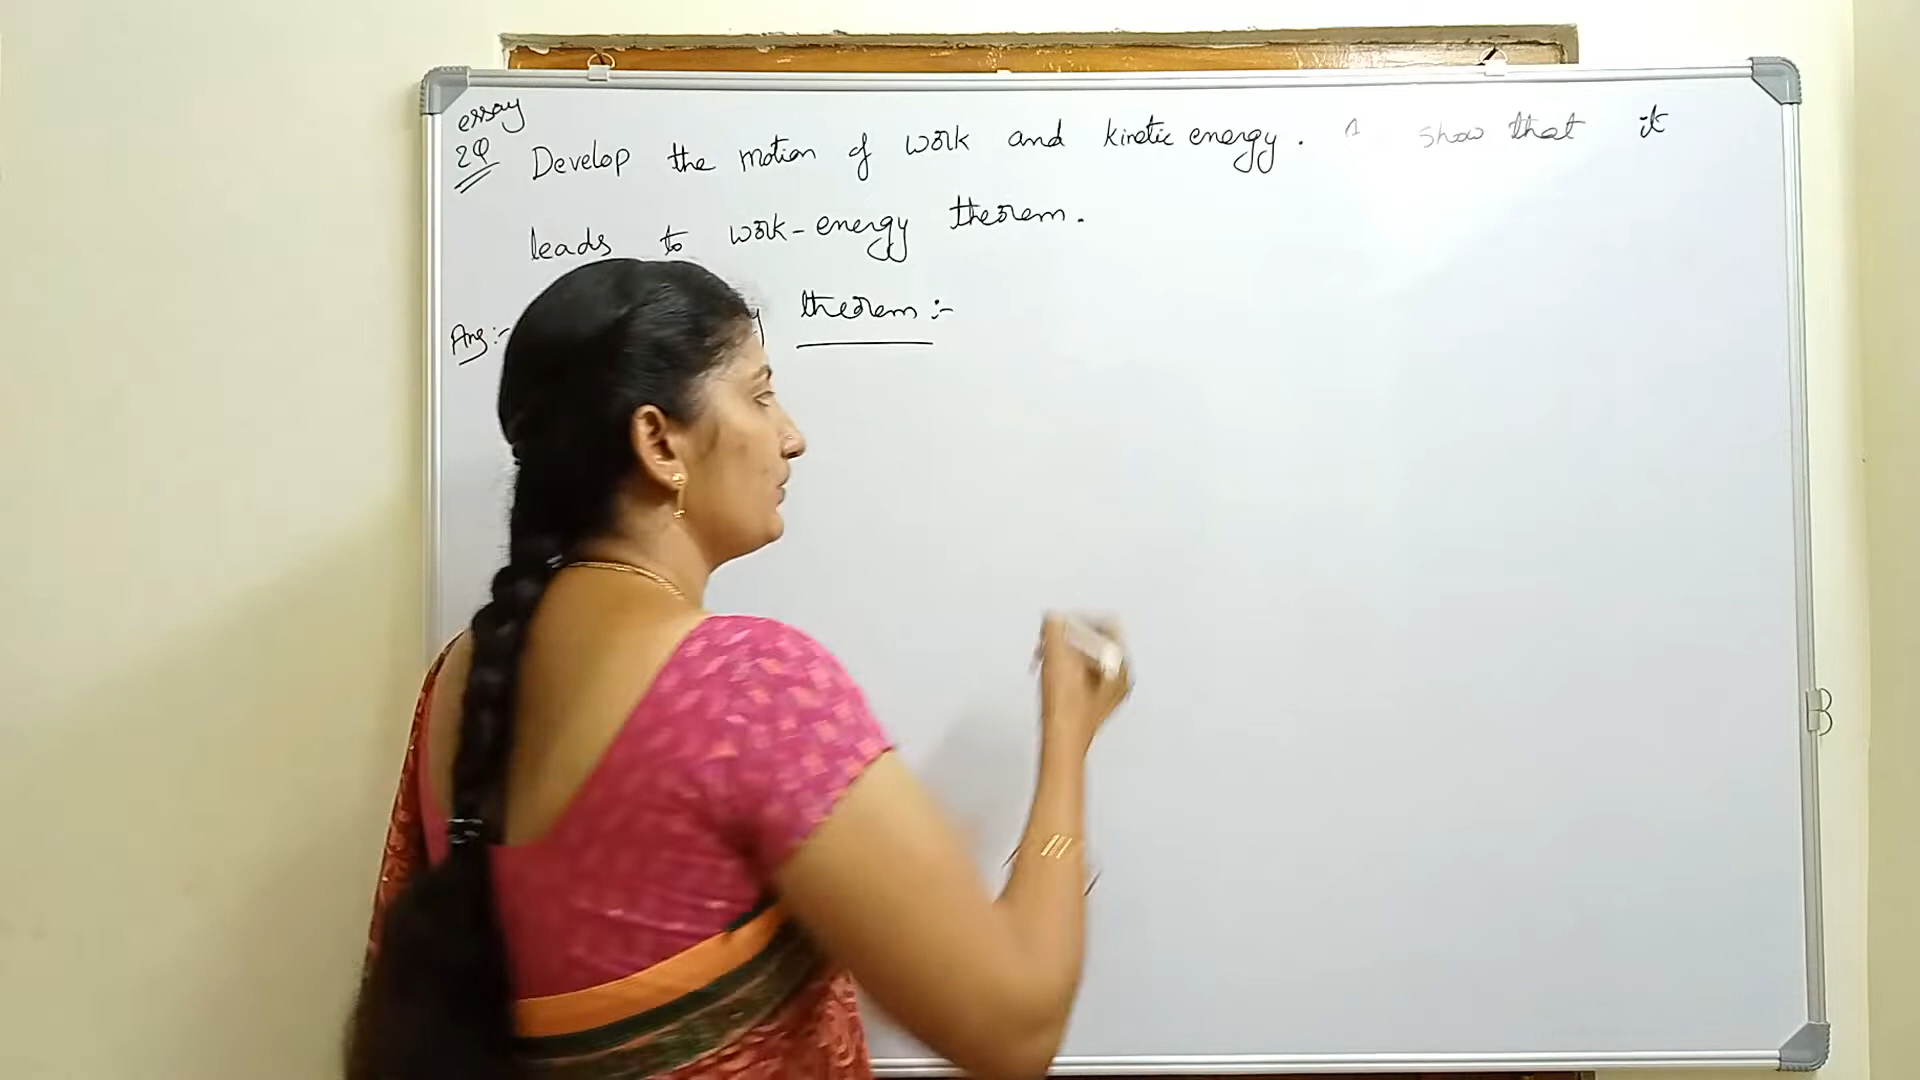 essay
2Q Develop the motion of work and kinetic energy. show that it
leads to work-energy theorem.
Ans:- theorem:-